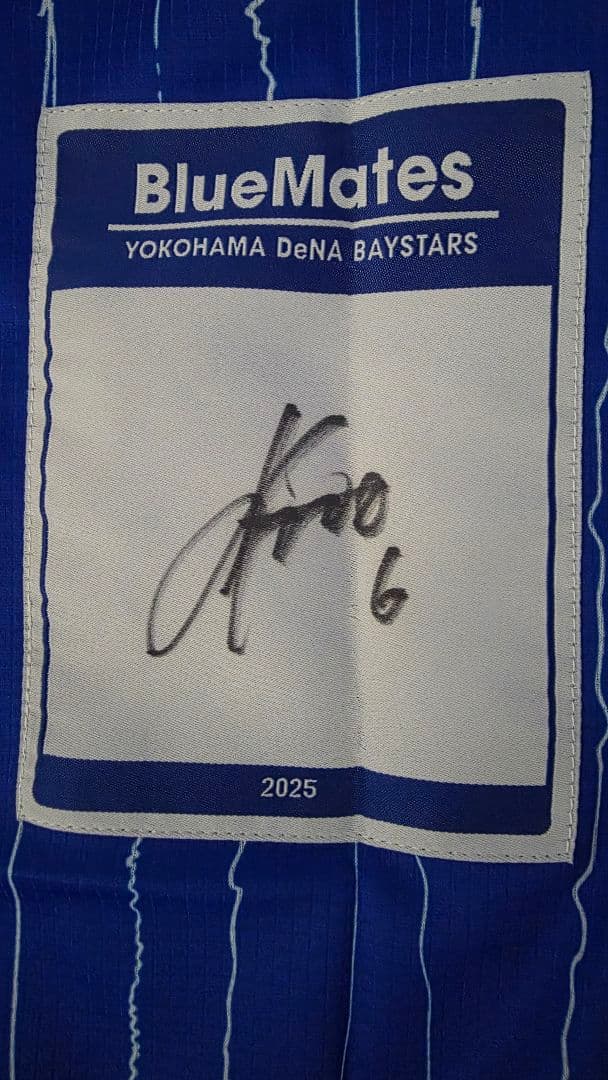 BlueMates
YOKOHAMA DeNA BAYSTARS
6
2025